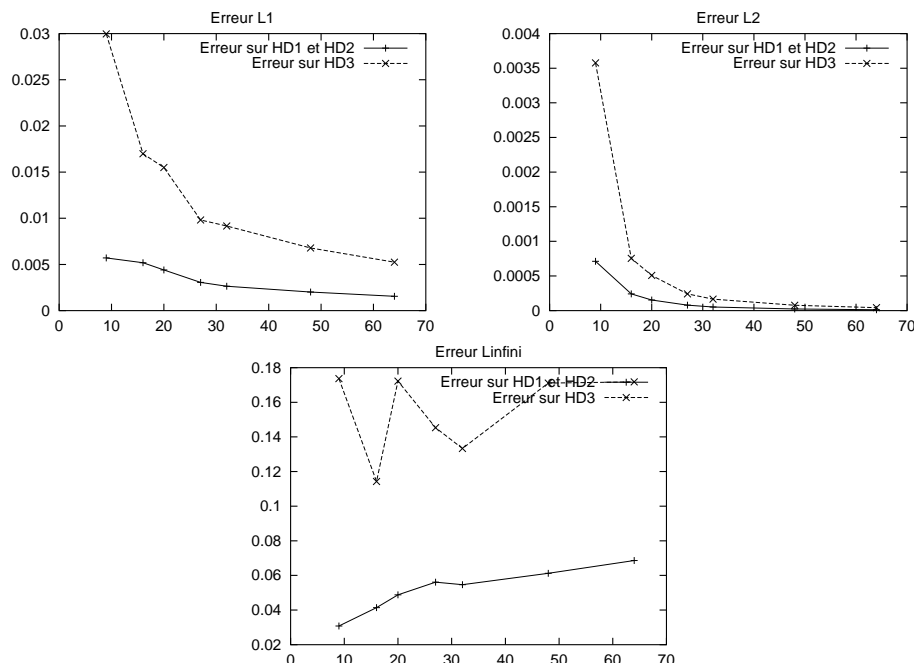 Erreur L1
0.03
0.025
0.02
0.015
0.01
0.005
0
0 10 20 30 40 50 60 70
Erreur sur HD1 et HD2
Erreur sur HD3
Erreur L2
0.004
0.0035
0.003
0.0025
0.002
0.0015
0.001
0.0005
0
0 10 20 30 40 50 60 70
Erreur sur HD1 et HD2
Erreur sur HD3
Erreur Linfini
0.18
0.16
0.14
0.12
0.1
0.08
0.06
0.04
0.02
0 10 20 30 40 50 60 70
Erreur sur HD1 et HD2
Erreur sur HD3